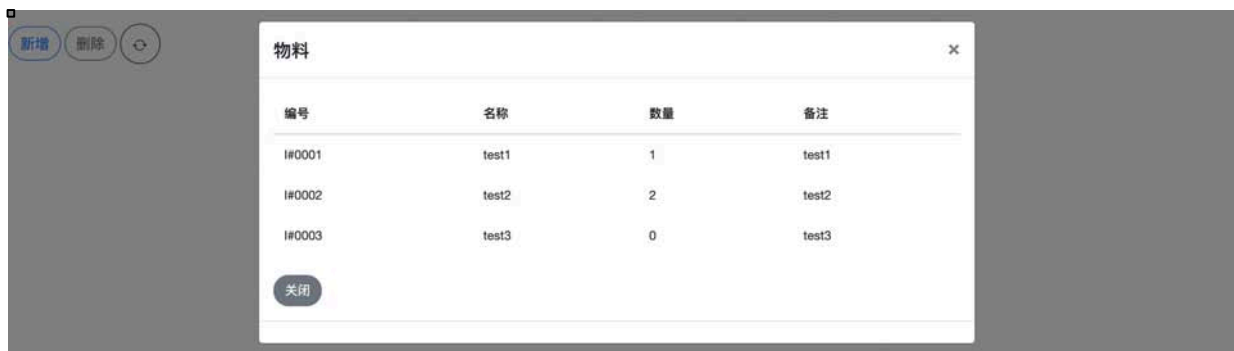 新增 删除
物料 ×
编号 名称 数量 备注
I#0001 test1 1 test1
I#0002 test2 2 test2
I#0003 test3 0 test3
关闭